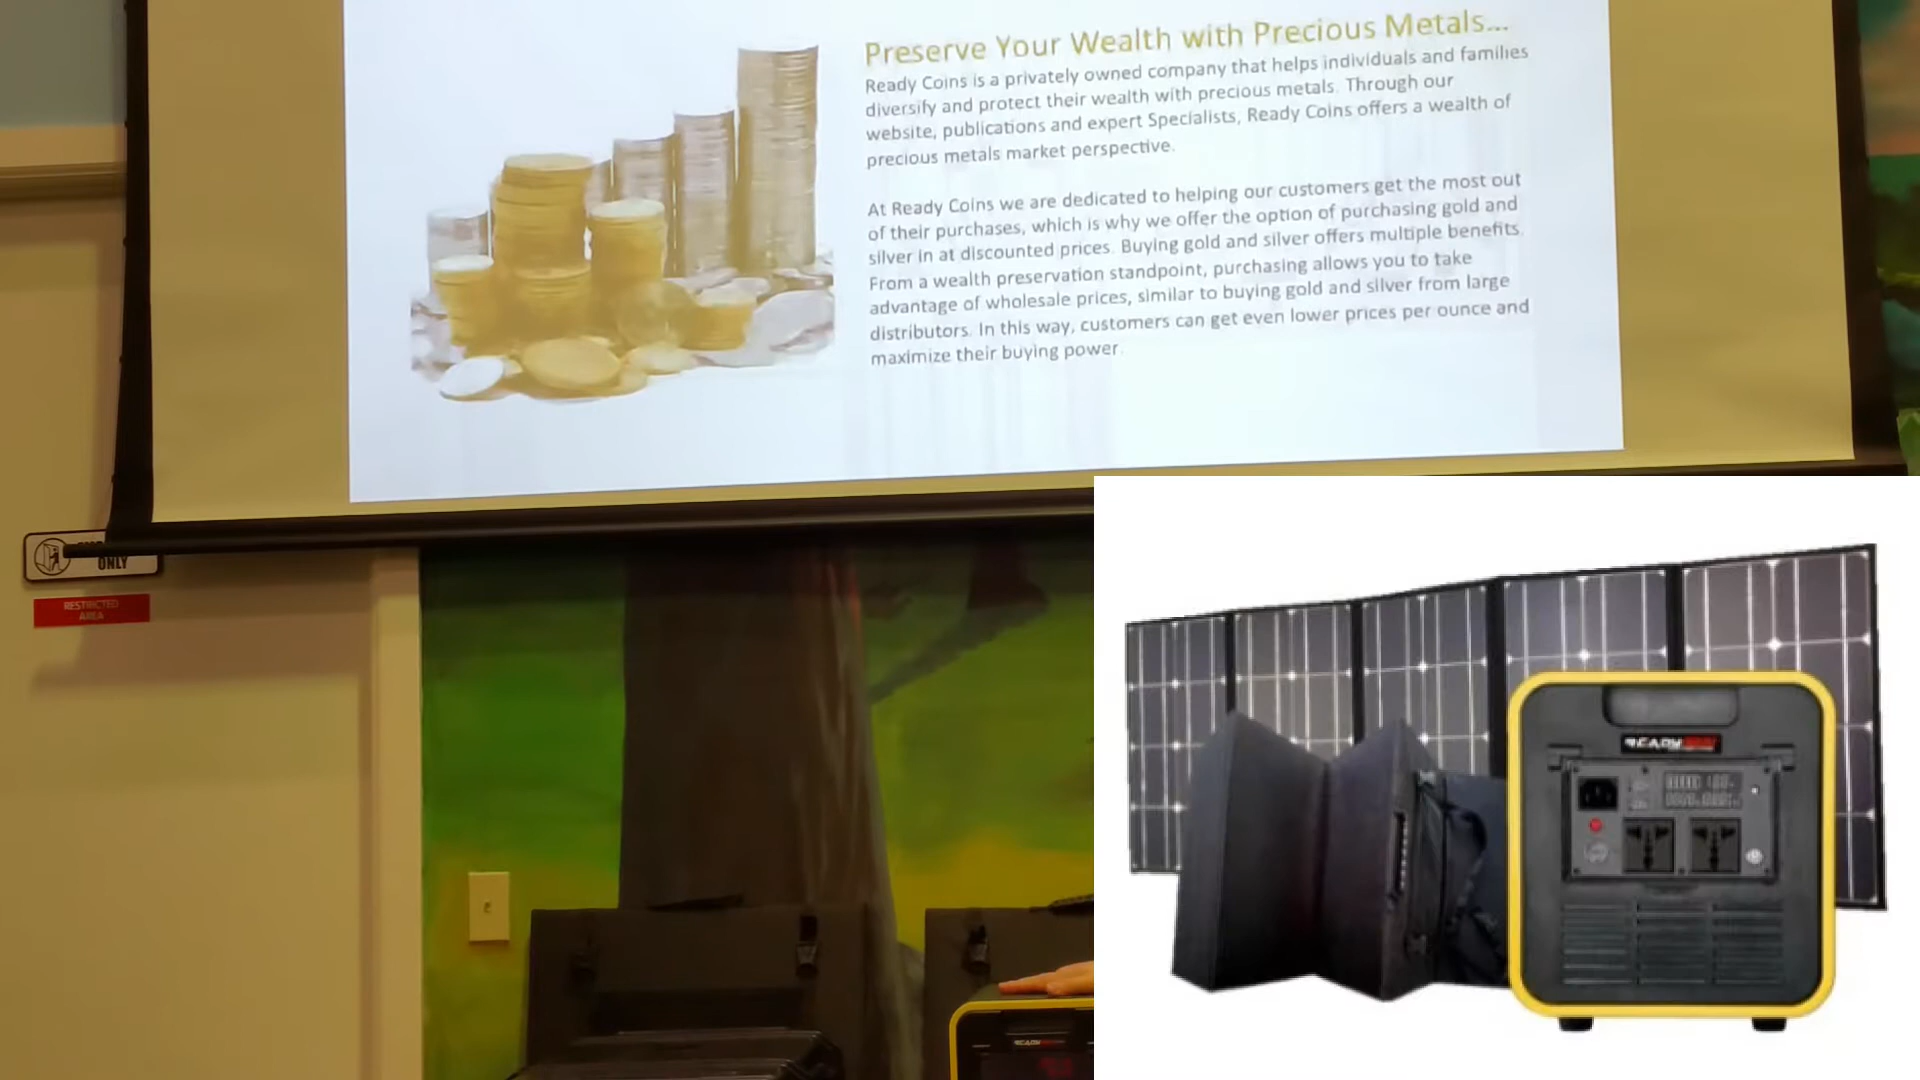 Preserve Your Wealth with Precious Metals...
Ready Coins is a privately owned company that helps individuals and families
diversify and protect their wealth with precious metals. Through our
website, publications and expert Specialists, Ready Coins offers a wealth of
precious metals market perspective.
At Ready Coins we are dedicated to helping our customers get the most out
of their purchases, which is why we offer the option of purchasing gold and
silver in at discounted prices. Buying gold and silver offers multiple benefits.
From a wealth preservation standpoint, purchasing allows you to take
advantage of wholesale prices, similar to buying gold and silver from large
distributors. In this way, customers can get even lower prices per ounce and
maximize their buying power.
ONLY
RESTRICTED
AREA